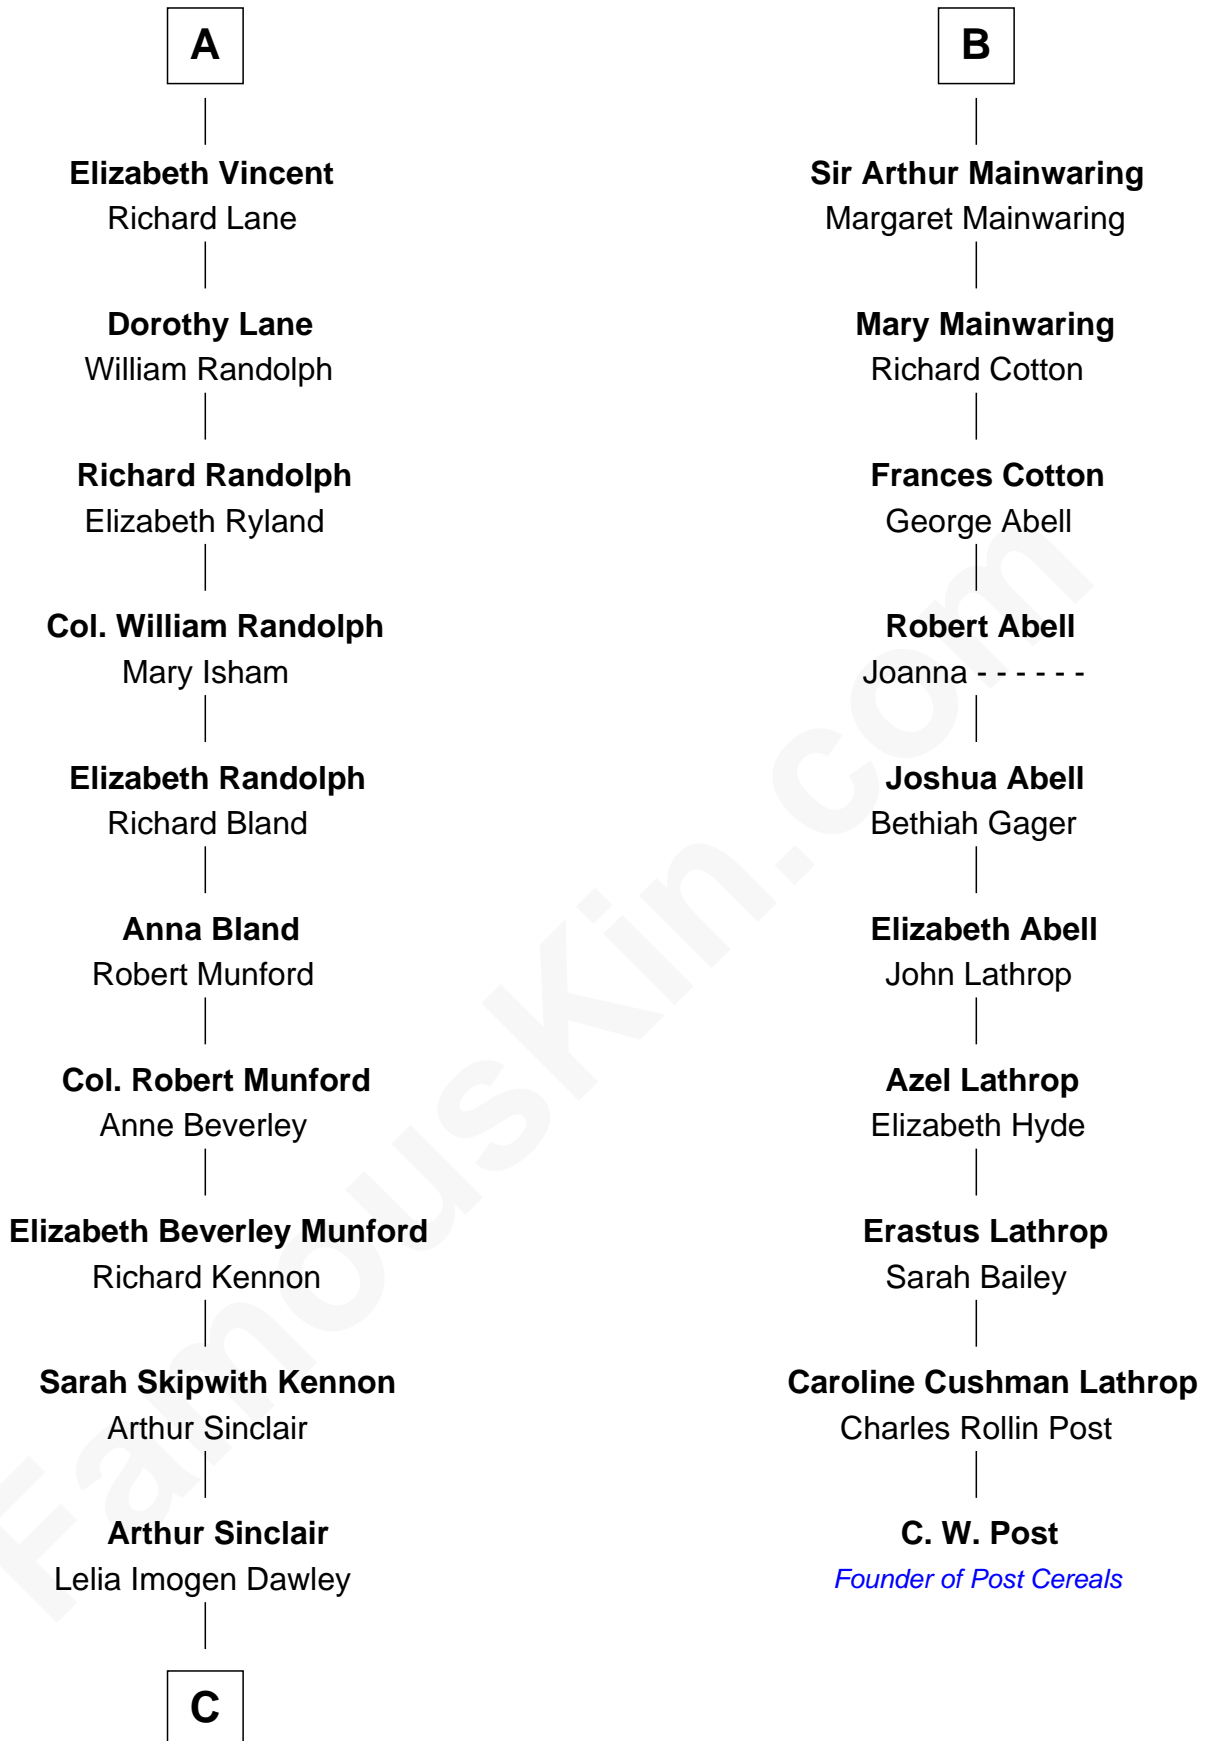 A
Elizabeth Vincent
Richard Lane
Dorothy Lane
William Randolph
Richard Randolph
Elizabeth Ryland
Col. William Randolph
Mary Isham
Elizabeth Randolph
Richard Bland
Anna Bland
Robert Munford
Col. Robert Munford
Anne Beverley
Elizabeth Beverley Munford
Richard Kennon
Sarah Skipwith Kennon
Arthur Sinclair
Arthur Sinclair
Lelia Imogen Dawley
C
B
Sir Arthur Mainwaring
Margaret Mainwaring
Mary Mainwaring
Richard Cotton
Frances Cotton
George Abell
Robert Abell
Joanna - - - - - -
Joshua Abell
Bethiah Gager
Elizabeth Abell
John Lathrop
Azel Lathrop
Elizabeth Hyde
Erastus Lathrop
Sarah Bailey
Caroline Cushman Lathrop
Charles Rollin Post
C. W. Post
Founder of Post Cereals
FamousKin.com